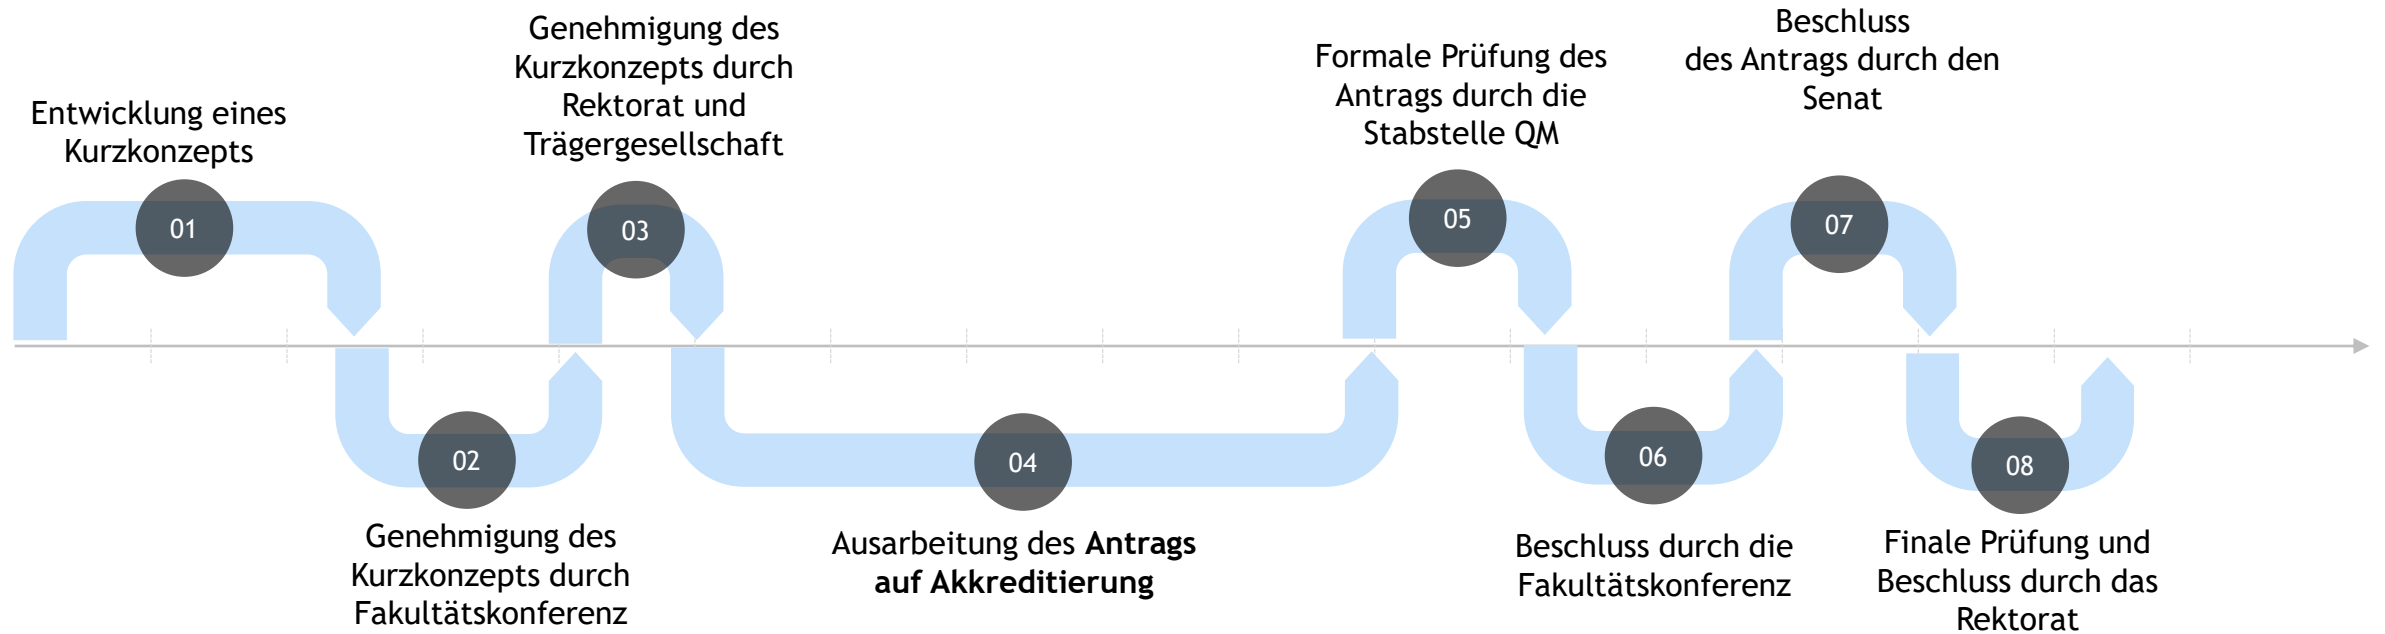 Entwicklung eines
Kurzkonzepts
01
Genehmigung des
Kurzkonzepts durch
Fakultätskonferenz
02
Genehmigung des
Kurzkonzepts durch
Rektorat und
Trägergesellschaft
03
Ausarbeitung des Antrags
auf Akkreditierung
04
Formale Prüfung des
Antrags durch die
Stabstelle QM
05
Beschluss durch die
Fakultätskonferenz
06
Beschluss
des Antrags durch den
Senat
07
Finale Prüfung und
Beschluss durch das
Rektorat
08